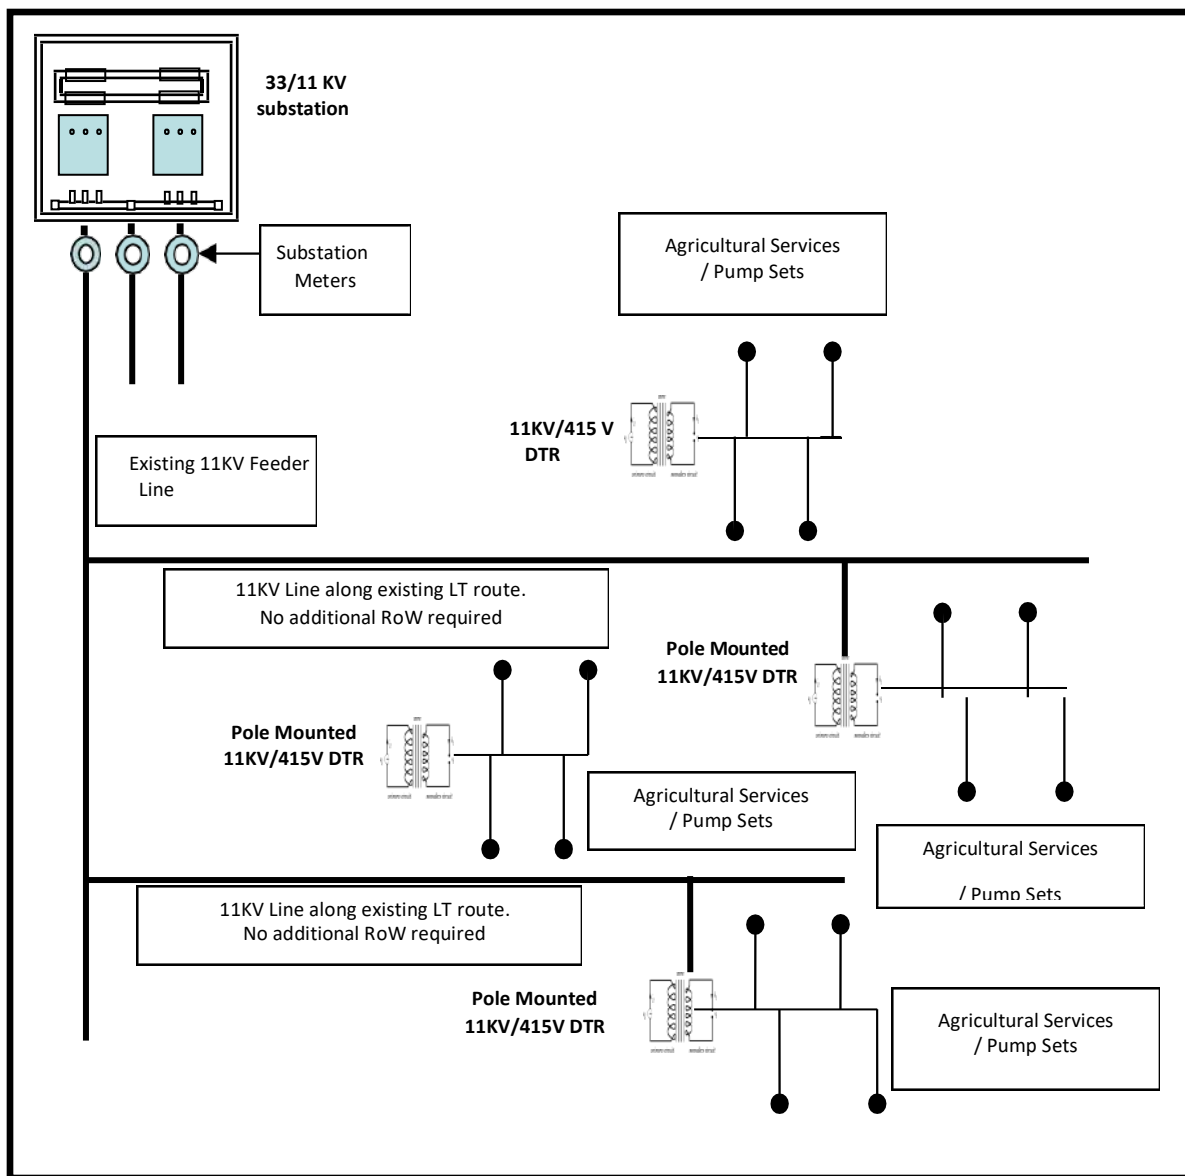 33/11 KV
substation
Substation
Meters
Agricultural Services
/ Pump Sets
11KV/415 V
DTR
Existing 11KV Feeder
Line
11KV Line along existing LT route.
No additional RoW required
Pole Mounted
11KV/415V DTR
Pole Mounted
11KV/415V DTR
Agricultural Services
/ Pump Sets
Agricultural Services
/ Pump Sets
11KV Line along existing LT route.
No additional RoW required
Pole Mounted
11KV/415V DTR
Agricultural Services
/ Pump Sets